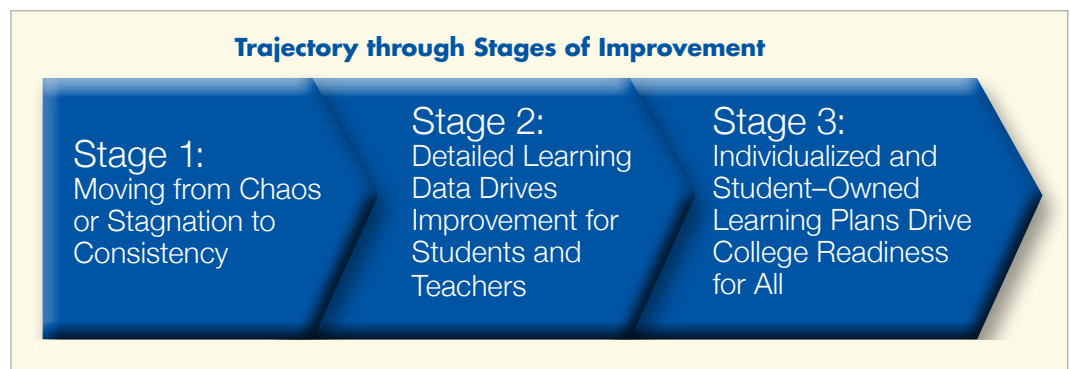 Trajectory through Stages of Improvement
Stage 1:
Moving from Chaos
or Stagnation to
Consistency
Stage 2:
Detailed Learning
Data Drives
Improvement for
Students and
Teachers
Stage 3:
Individualized and
Student–Owned
Learning Plans Drive
College Readiness
for All